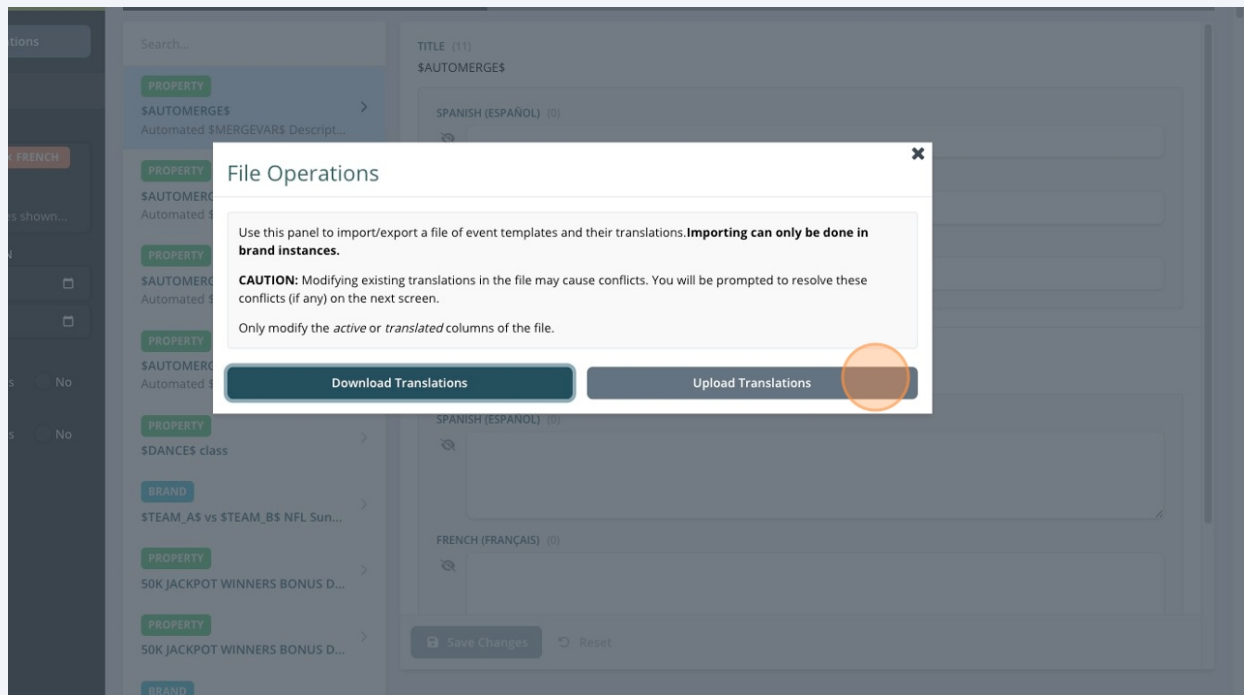 tions
Search...
PROPERTY
$AUTOMERGE$
Automated $MERGEVAR$ Descript...
PROPERTY
$AUTOMERG
Automated $
PROPERTY
$AUTOMERG
Automated $
PROPERTY
$AUTOMERG
Automated $
PROPERTY
$DANCE$ class
BRAND
$TEAM_A$ vs $TEAM_B$ NFL Sun...
PROPERTY
50K JACKPOT WINNERS BONUS D...
PROPERTY
50K JACKPOT WINNERS BONUS D...
BRAND
× FRENCH
es shown...
N
s No
s No
TITLE (11)
$AUTOMERGE$
SPANISH (ESPAÑOL) (0)
File Operations
Use this panel to import/export a file of event templates and their translations.Importing can only be done in
brand instances.
CAUTION: Modifying existing translations in the file may cause conflicts. You will be prompted to resolve these
conflicts (if any) on the next screen.
Only modify the active or translated columns of the file.
Download Translations
Upload Translations
SPANISH (ESPAÑOL) (0)
FRENCH (FRANÇAIS) (0)
Save Changes
Reset